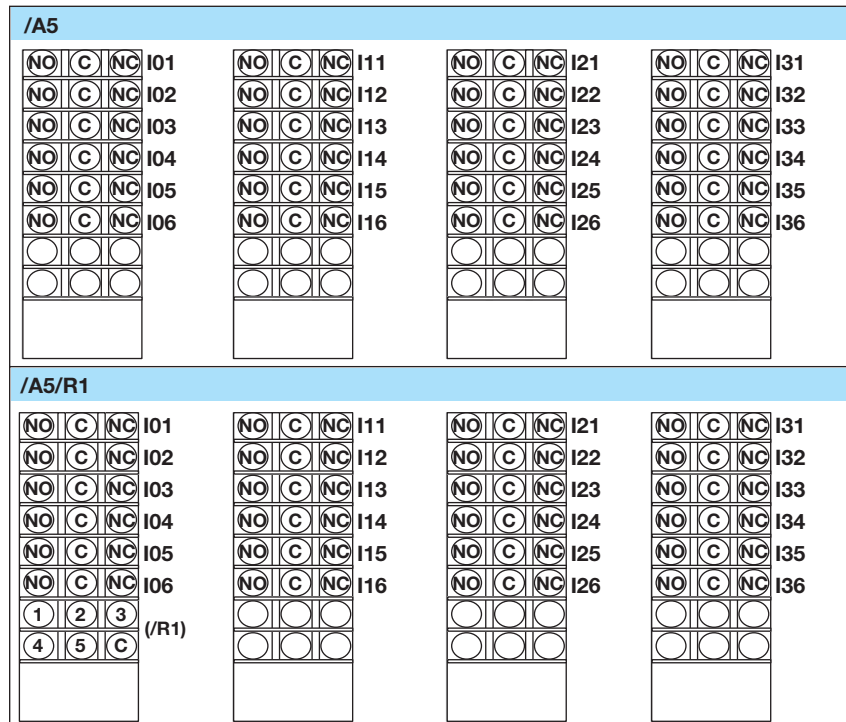 /A5
NO C NC I01 NO C NC I11 NO C NC I21 NO C NC I31
NO C NC I02 NO C NC I12 NO C NC I22 NO C NC I32
NO C NC I03 NO C NC I13 NO C NC I23 NO C NC I33
NO C NC I04 NO C NC I14 NO C NC I24 NO C NC I34
NO C NC I05 NO C NC I15 NO C NC I25 NO C NC I35
NO C NC I06 NO C NC I16 NO C NC I26 NO C NC I36
/A5/R1
NO C NC I01 NO C NC I11 NO C NC I21 NO C NC I31
NO C NC I02 NO C NC I12 NO C NC I22 NO C NC I32
NO C NC I03 NO C NC I13 NO C NC I23 NO C NC I33
NO C NC I04 NO C NC I14 NO C NC I24 NO C NC I34
NO C NC I05 NO C NC I15 NO C NC I25 NO C NC I35
NO C NC I06 NO C NC I16 NO C NC I26 NO C NC I36
1 2 3
(/R1)
4 5 C